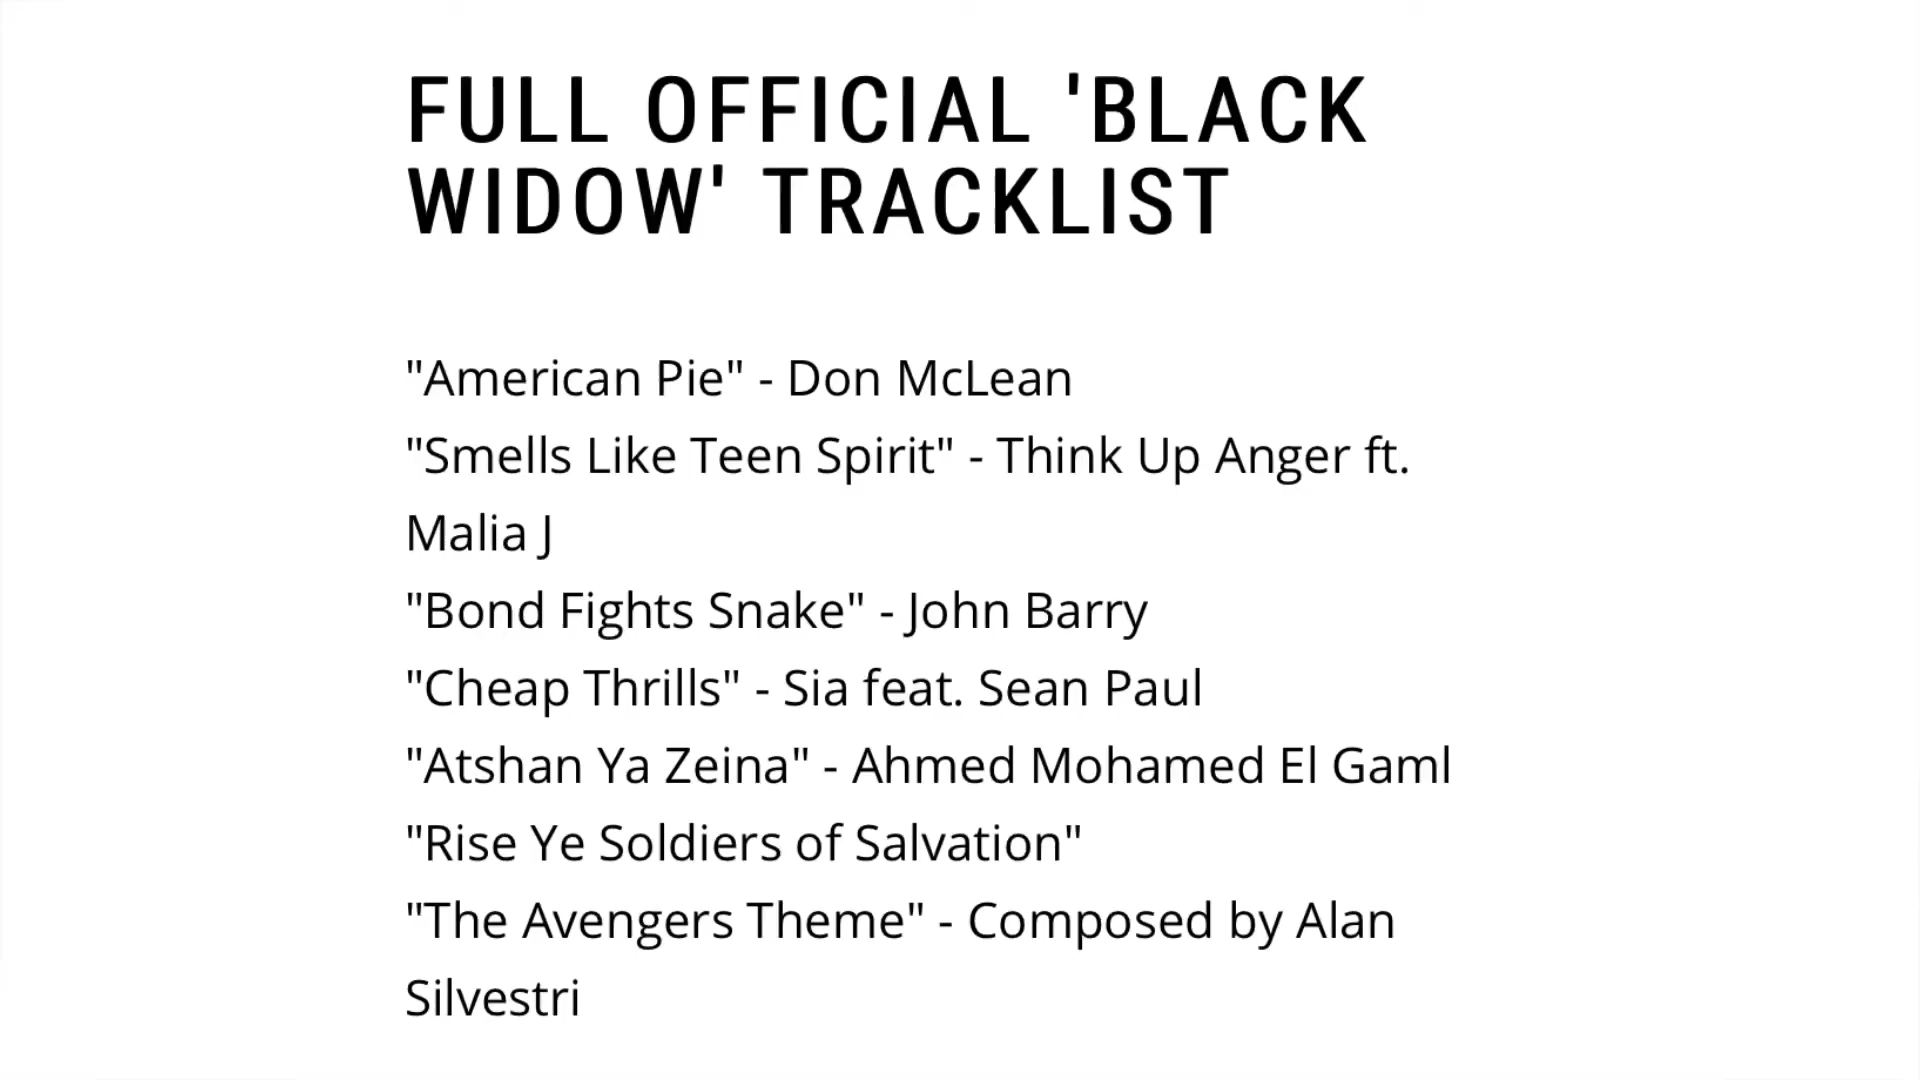 FULL OFFICIAL 'BLACK
WIDOW' TRACKLIST
"American Pie" - Don McLean
"Smells Like Teen Spirit" - Think Up Anger ft.
Malia J
"Bond Fights Snake" - John Barry
"Cheap Thrills" - Sia feat. Sean Paul
"Atshan Ya Zeina" - Ahmed Mohamed El Gaml
"Rise Ye Soldiers of Salvation"
"The Avengers Theme" - Composed by Alan
Silvestri